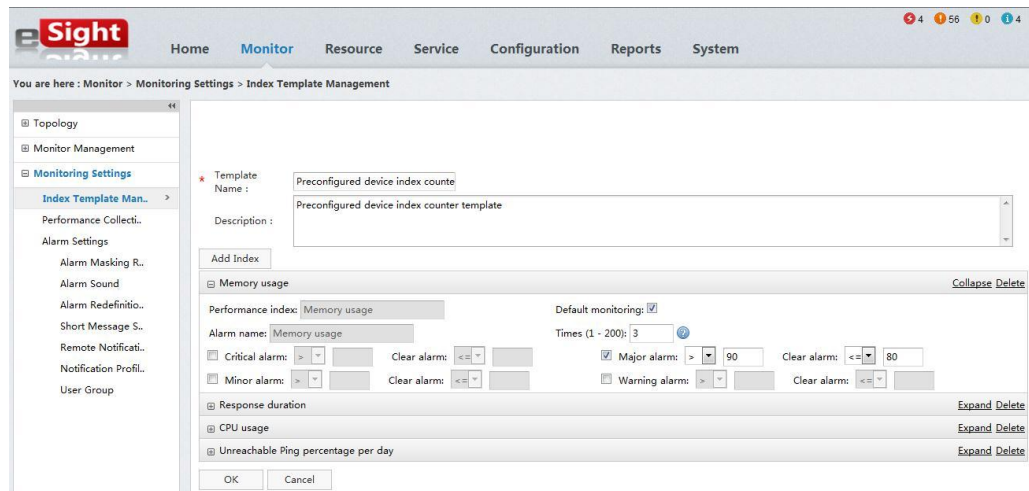 eSight
4 56 0 4
Home Monitor Resource Service Configuration Reports System
You are here : Monitor > Monitoring Settings > Index Template Management
Topology
Monitor Management
Monitoring Settings
Index Template Man.. >
Performance Collecti..
Alarm Settings
Alarm Masking R..
Alarm Sound
Alarm Redefinitio..
Short Message S..
Remote Notificati..
Notification Profil..
User Group
* Template Name : Preconfigured device index counte
Description : Preconfigured device index counter template
Add Index
Memory usage Collapse Delete
Performance index: Memory usage Default monitoring:
Alarm name: Memory usage Times (1 - 200): 3
Critical alarm: > Clear alarm: <= Major alarm: > 90 Clear alarm: <= 80
Minor alarm: > Clear alarm: <= Warning alarm: > Clear alarm: <=
Response duration Expand Delete
CPU usage Expand Delete
Unreachable Ping percentage per day Expand Delete
OK Cancel